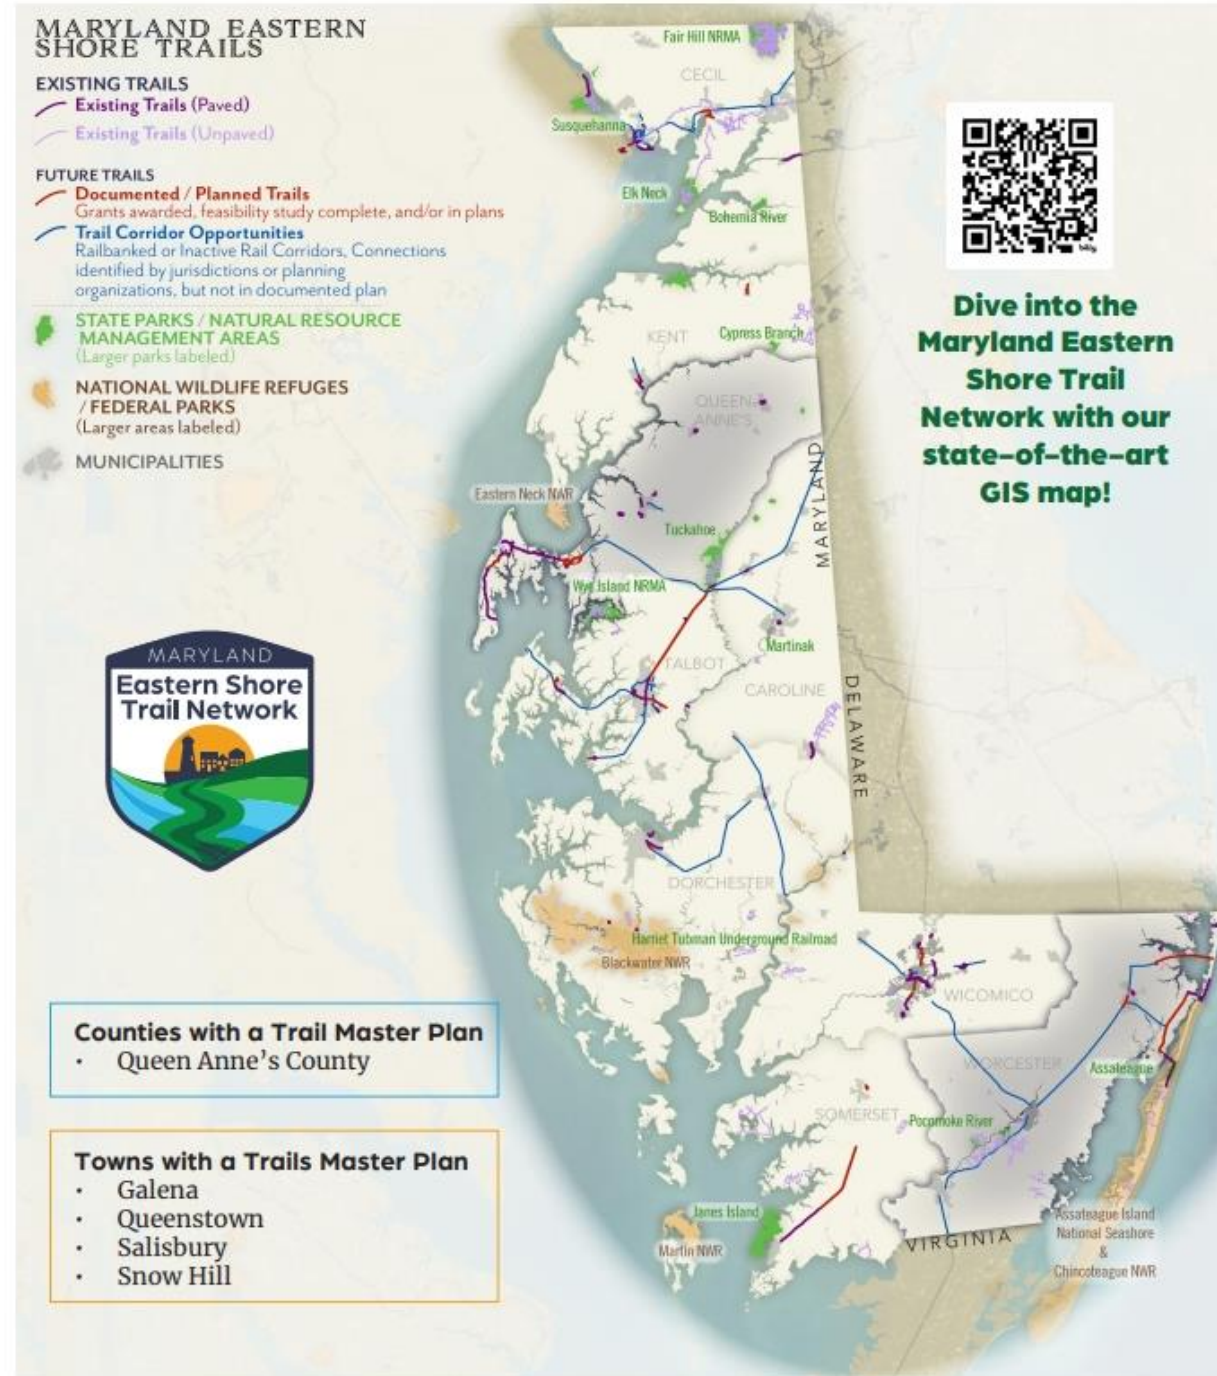 MARYLAND EASTERN
SHORE TRAILS
EXISTING TRAILS
Existing Trails (Paved)
Existing Trails (Unpaved)
FUTURE TRAILS
Documented / Planned Trails
Grants awarded, feasibility study complete, and/or in plans
Trail Corridor Opportunities
Railbanked or Inactive Rail Corridors, Connections
identified by jurisdictions or planning
organizations, but not in documented plan
STATE PARKS / NATURAL RESOURCE
MANAGEMENT AREAS
(Larger parks labeled)
NATIONAL WILDLIFE REFUGES
/ FEDERAL PARKS
(Larger areas labeled)
MUNICIPALITIES
MARYLAND
Eastern Shore
Trail Network
Counties with a Trail Master Plan
• Queen Anne's County
Towns with a Trails Master Plan
• Galena
• Queenstown
• Salisbury
• Snow Hill
Fair Hill NRMA
CECIL
Susquehanna
Elk Neck
Bohemia River
KENT
Cypress Branch
QUEEN
ANNE'S
Eastern Neck NWR
Tuckahoe
MARYLAND
Wye Island NRMA
Martinak
TALBOT
CAROLINE
DELAWARE
DORCHESTER
Harriet Tubman Underground Railroad
Blackwater NWR
WICOMICO
WORCESTER
Assateague
SOMERSET
Pocomoke River
Janes Island
Martin NWR
VIRGINIA
Assateague Island
National Seashore
&
Chincoteague NWR
Dive into the
Maryland Eastern
Shore Trail
Network with our
state-of-the-art
GIS map!